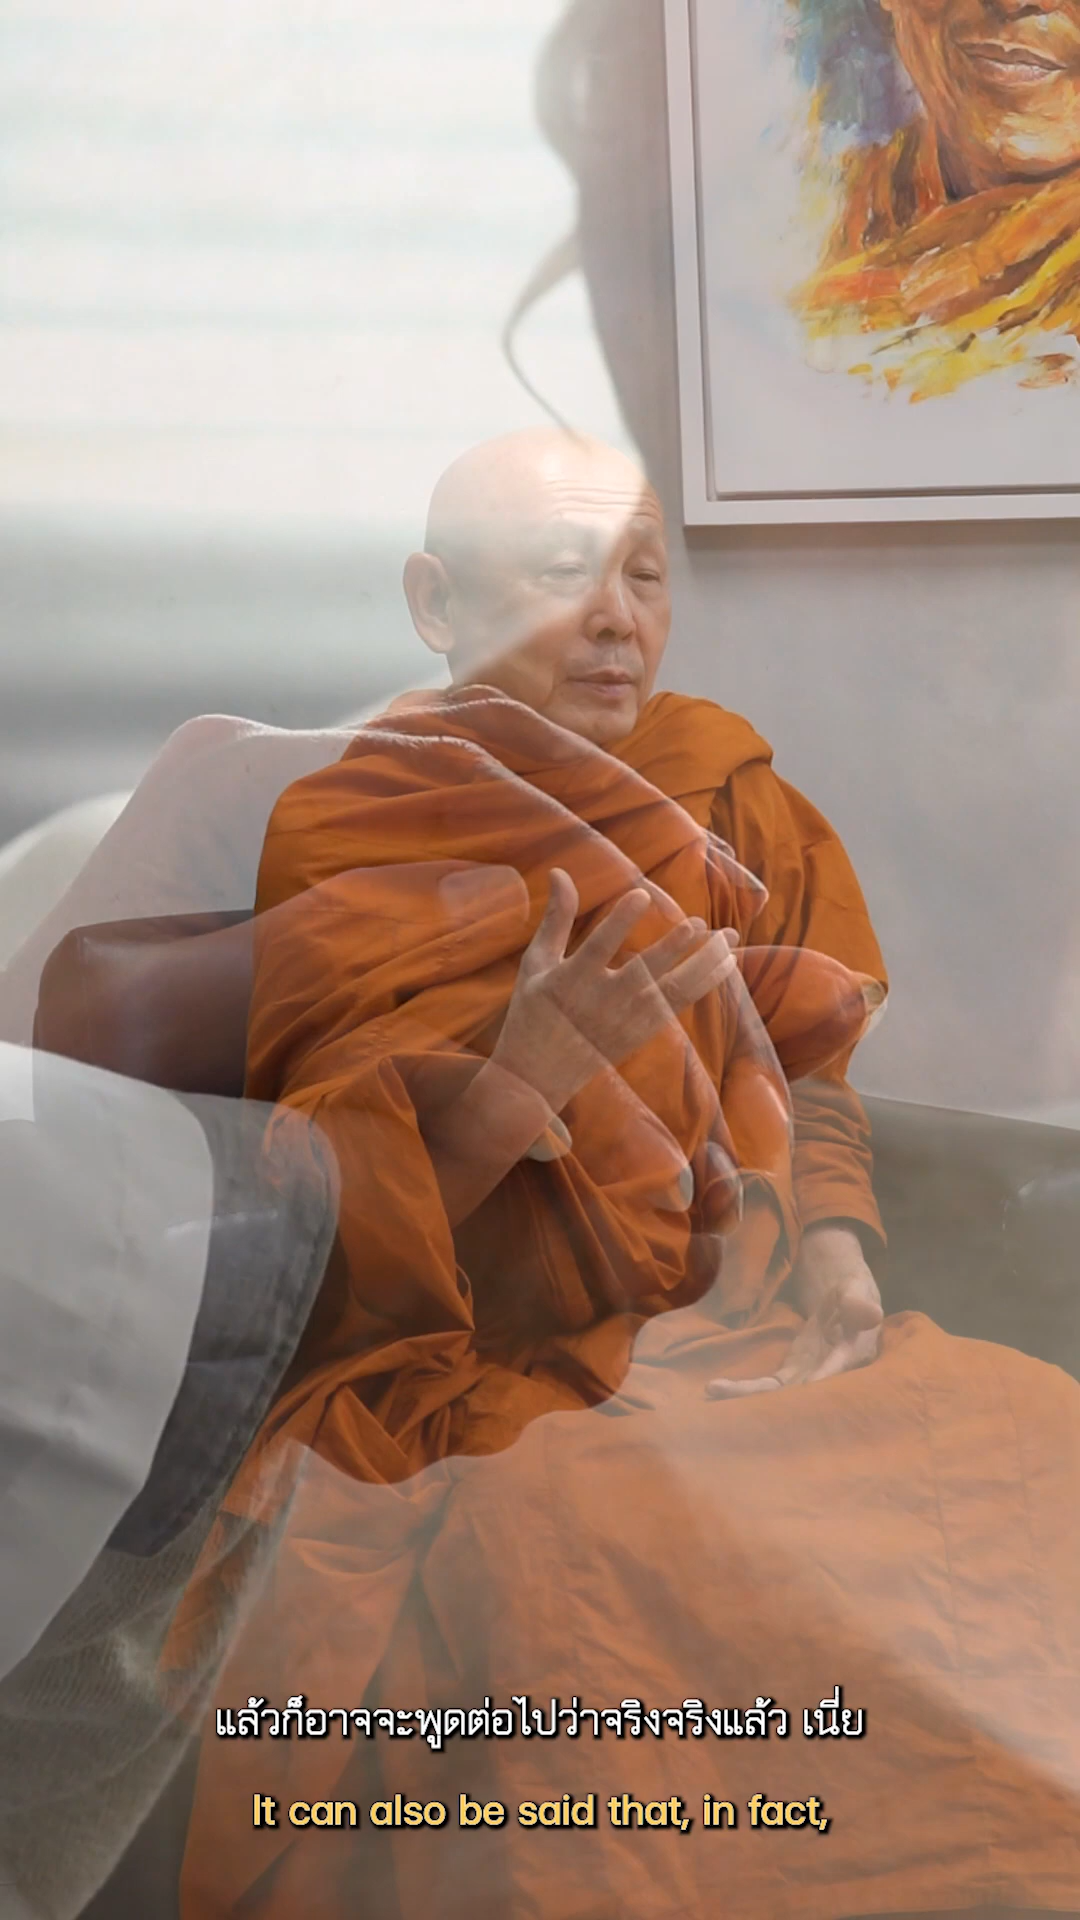 แล้วก็อาจจะพูดต่อไปว่าจริงจริงแล้ว เนี่ย
It can also be said that, in fact,